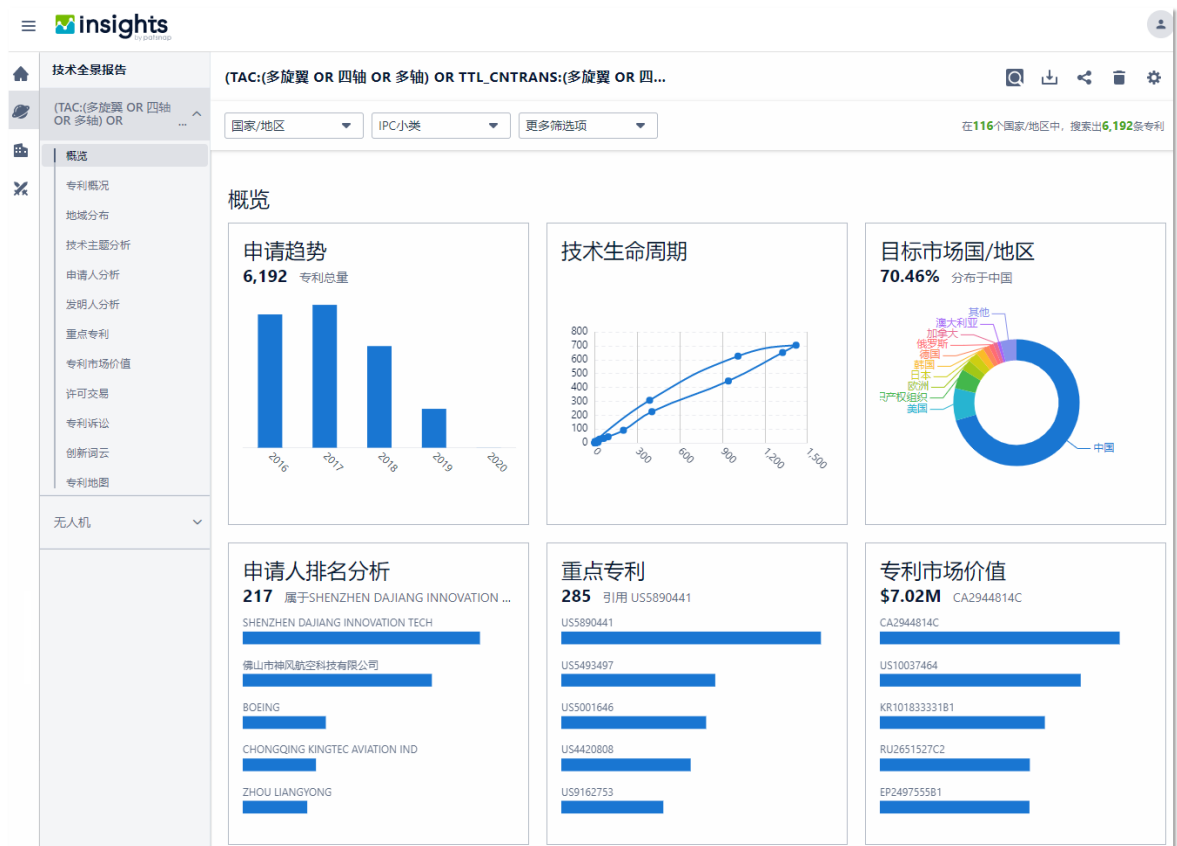 insights
by patsnap
技术全景报告
(TAC:(多旋翼 OR 四轴
OR 多轴) OR ...
概览
专利概况
地域分布
技术主题分析
申请人分析
发明人分析
重点专利
专利市场价值
许可交易
专利诉讼
创新词云
专利地图
无人机
(TAC:(多旋翼 OR 四轴 OR 多轴) OR TTL_CNTRANS:(多旋翼 OR 四...
国家/地区
IPC小类
更多筛选项
在116个国家/地区中，搜索出6,192条专利
概览
申请趋势
6,192 专利总量
2016
2017
2018
2019
2020
技术生命周期
800
700
600
500
400
300
200
100
0
0
300
600
900
1,200
1,500
目标市场国/地区
70.46% 分布于中国
其他
澳大利亚
加拿大
俄罗斯
德国
韩国
日本
欧洲
产权组织
美国
中国
申请人排名分析
217 属于SHENZHEN DAJIANG INNOVATION ...
SHENZHEN DAJIANG INNOVATION TECH
佛山市神风航空科技有限公司
BOEING
CHONGQING KINGTEC AVIATION IND
ZHOU LIANGYONG
重点专利
285 引用 US5890441
US5890441
US5493497
US5001646
US4420808
US9162753
专利市场价值
$7.02M CA2944814C
CA2944814C
US10037464
KR101833331B1
RU2651527C2
EP2497555B1